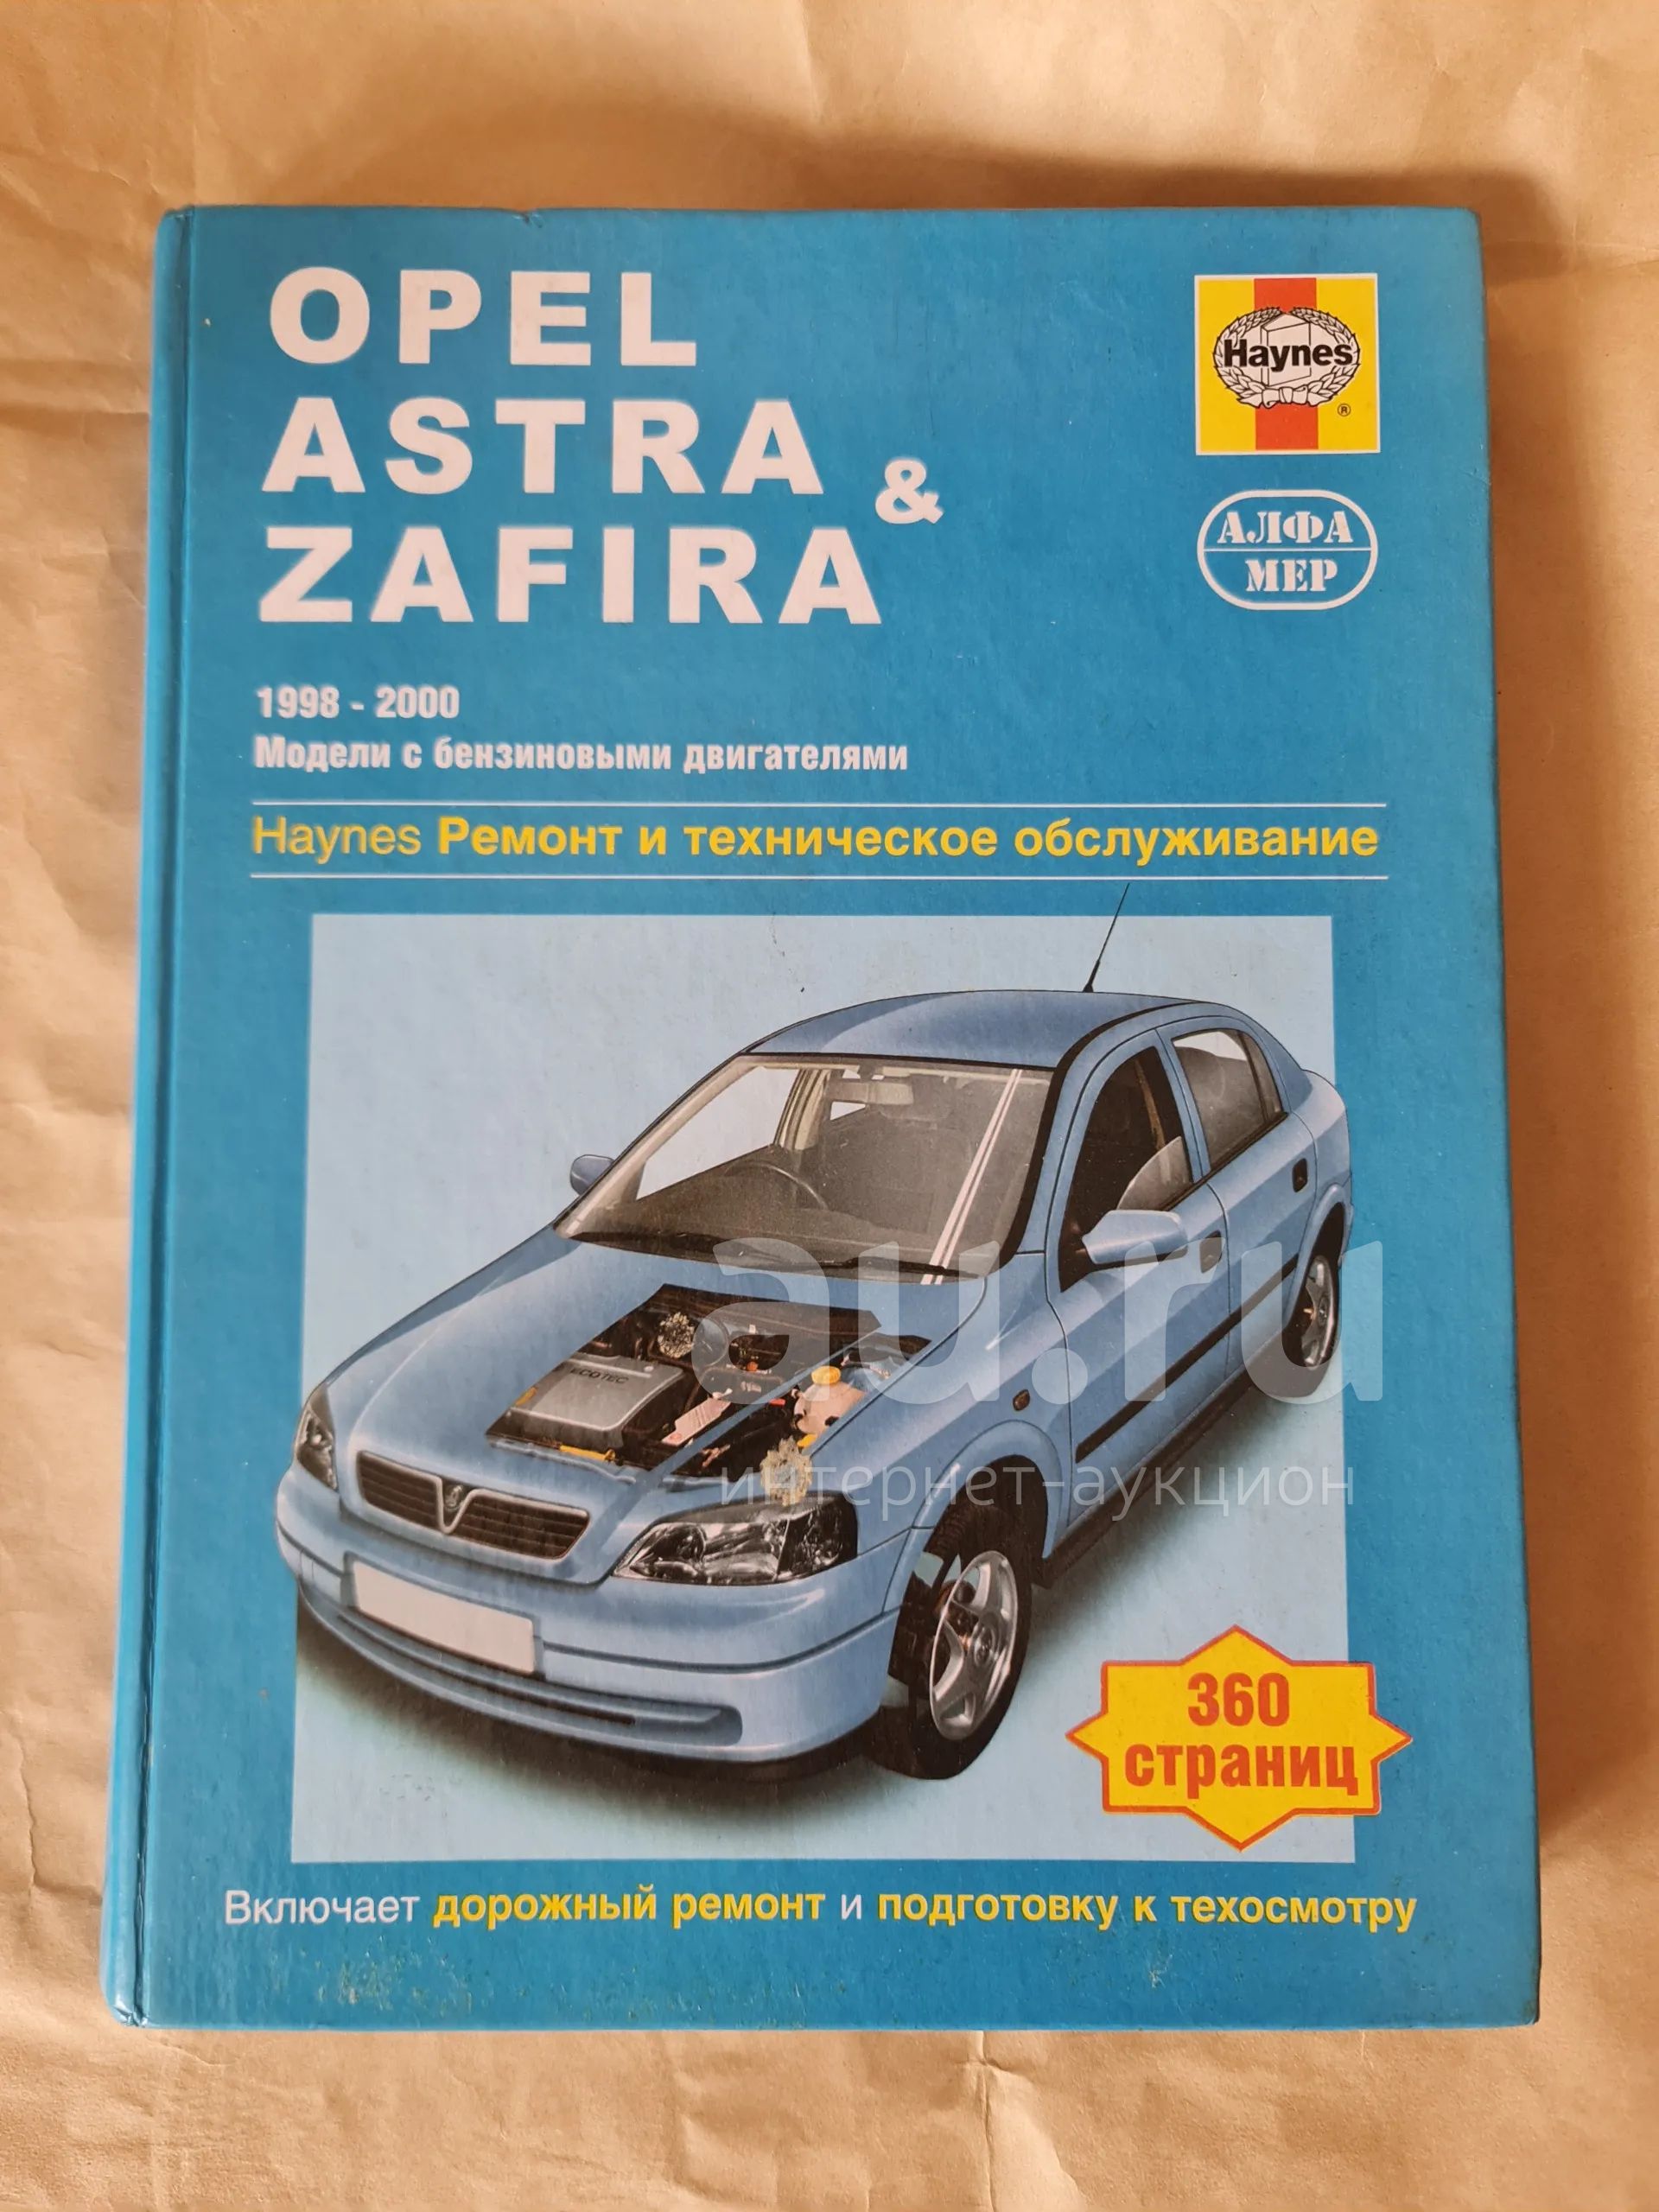 OPEL
ASTRA &
ZAFIRA
Haynes
®
АЛФА
МЕР
1998 - 2000
Модели с бензиновыми двигателями
Haynes Ремонт и техническое обслуживание
ECOTEC
au.ru
интернет-аукцион
360
страниц
Включает дорожный ремонт и подготовку к техосмотру